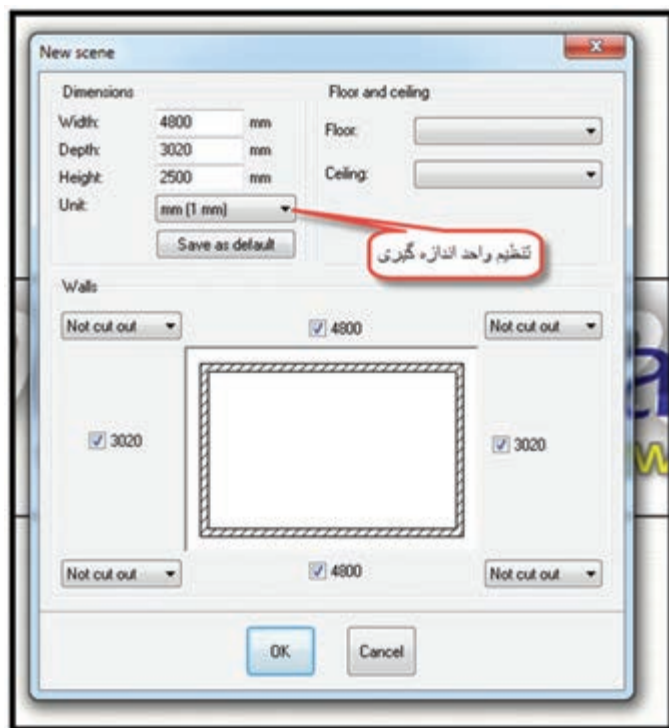 New scene
Dimensions
Width: 4800 mm
Depth: 3020 mm
Height: 2500 mm
Unit: mm (1 mm)
Save as default
Floor and ceiling
Floor:
Ceiling:
تنظیم واحد اندازه گیری
Walls
Not cut out
4800
Not cut out
3020
3020
Not cut out
4800
Not cut out
OK
Cancel